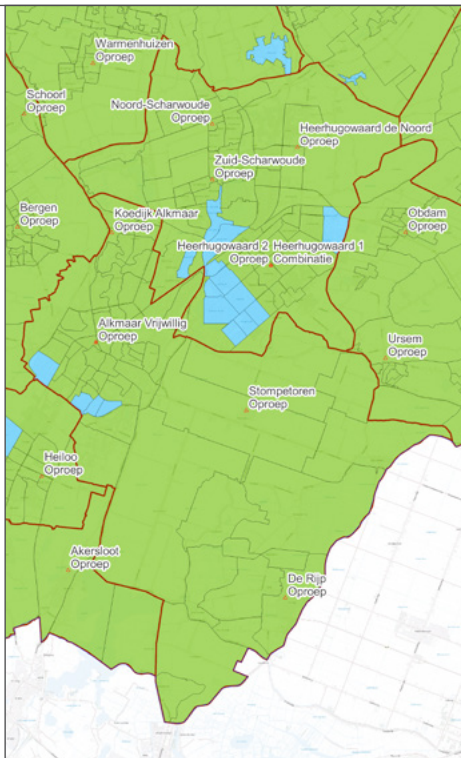 Warmenhuizen
Oproep
Schoorl
Oproep
Noord-Scharwoude
Oproep
Heerhugowaard de Noord
Oproep
Zuid-Scharwoude
Oproep
Bergen
Oproep
Koedijk Alkmaar
Oproep
Obdam
Oproep
Heerhugowaard 2
Oproep
Heerhugowaard 1
Combinatie
Alkmaar Vrijwillig
Oproep
Ursem
Oproep
Stompetoren
Oproep
Heiloo
Oproep
Akersloot
Oproep
De Rijp
Oproep